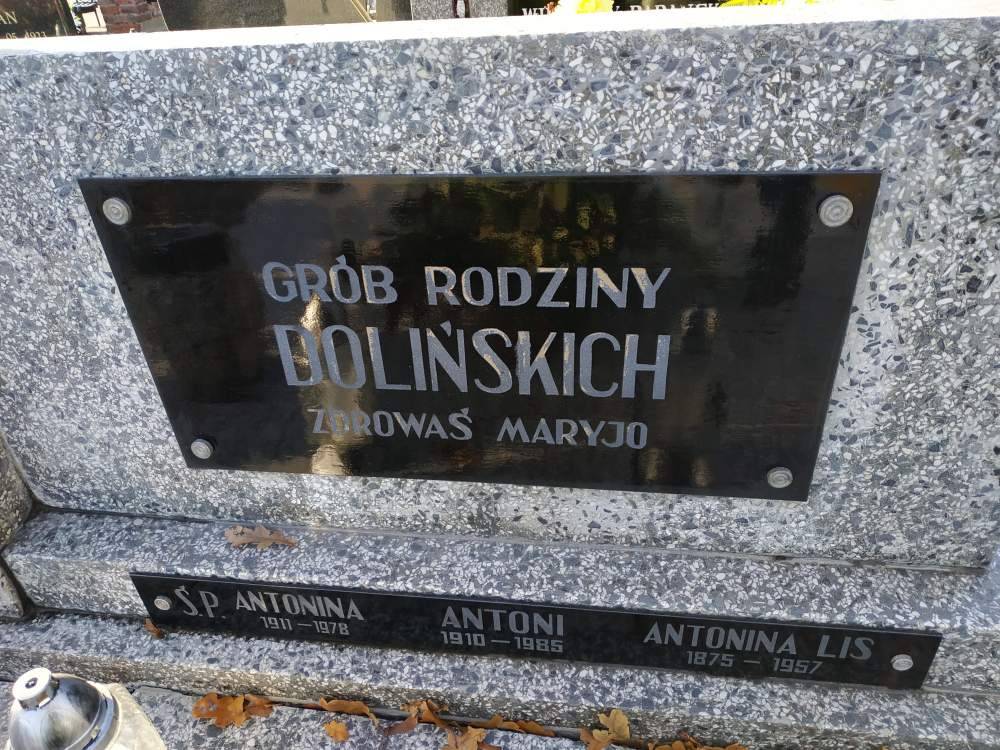 GRÓB RODZINY
DOLIŃSKICH
ZDROWAŚ MARYJO
Ś.P. ANTONINA
1911 — 1978
ANTONI
1910 — 1985
ANTONINA LIS
1875 — 1957